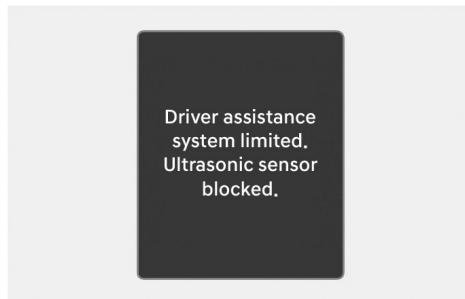 Driver assistance
system limited.
Ultrasonic sensor
blocked.